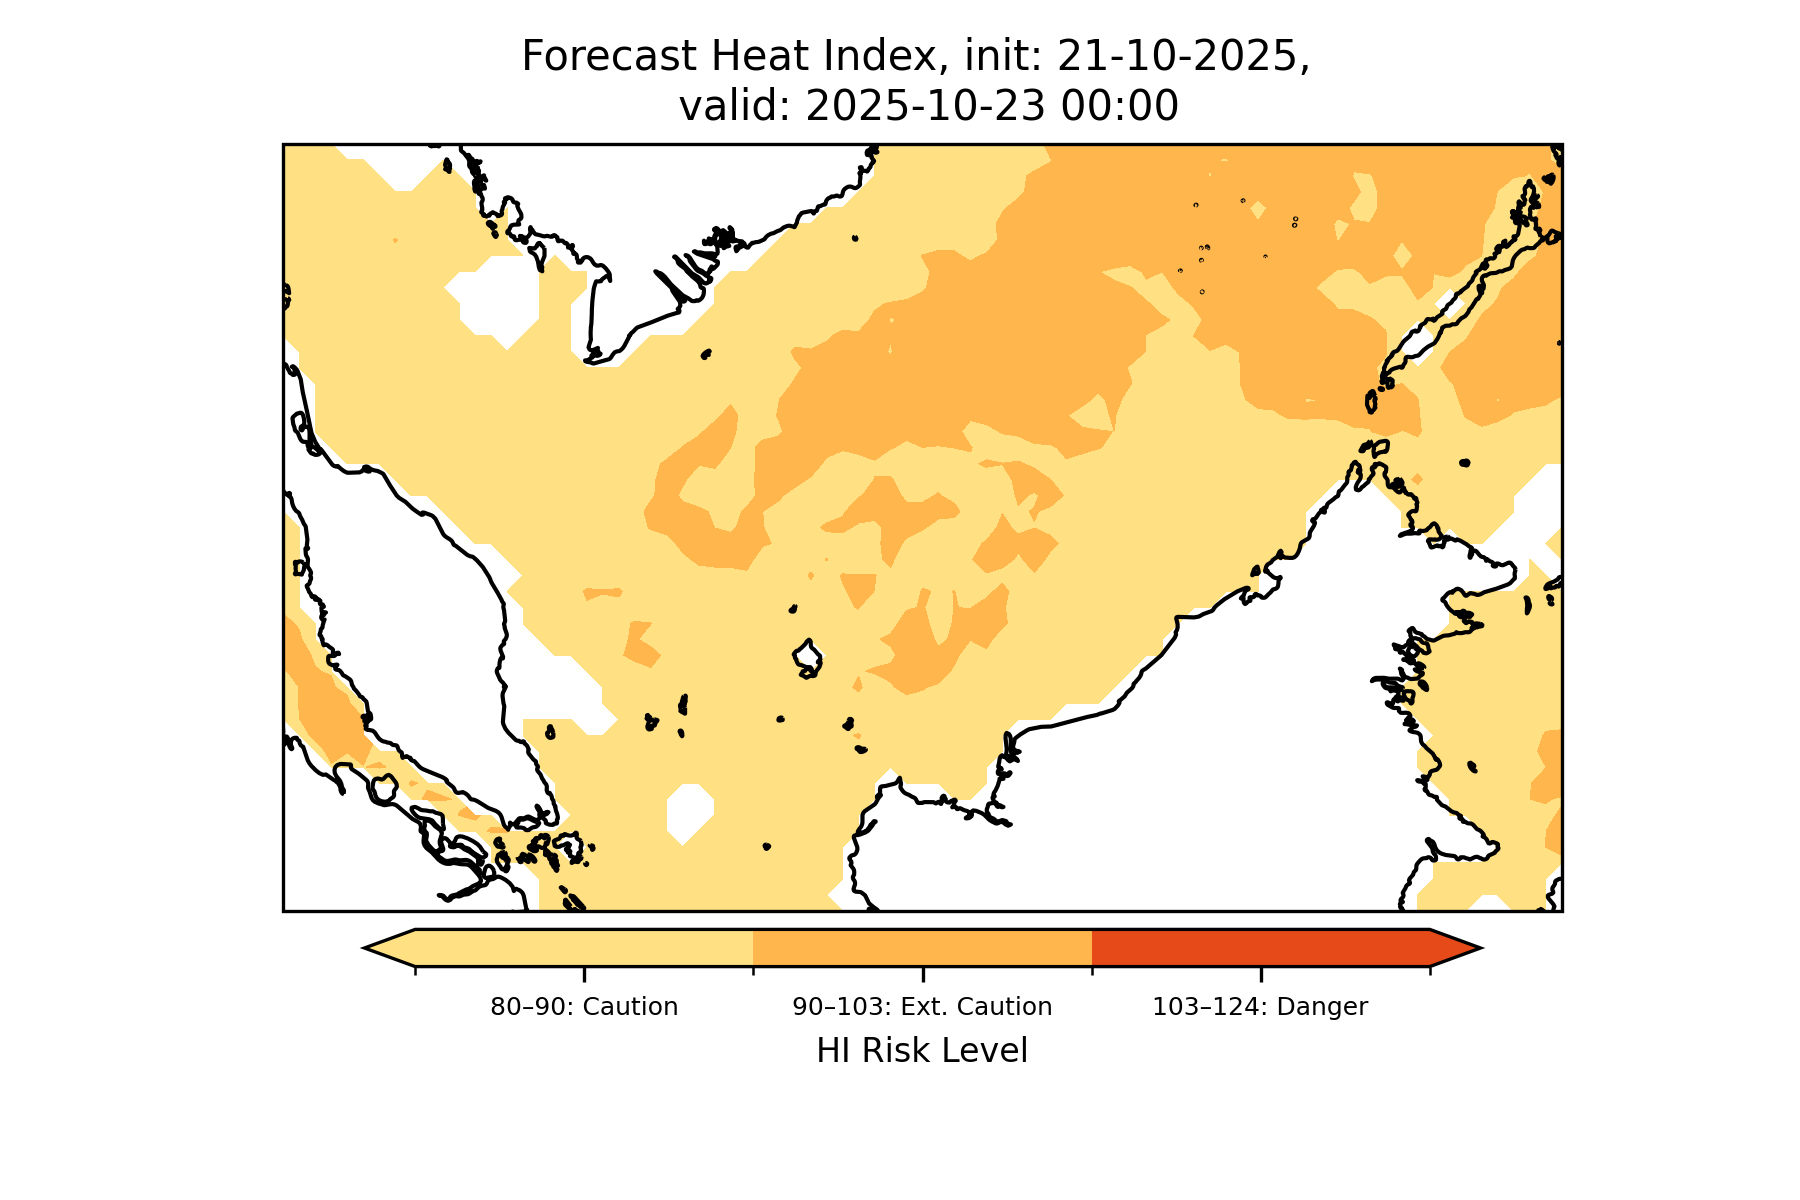 Forecast Heat Index, init: 21-10-2025,
valid: 2025-10-23 00:00
80–90: Caution
90–103: Ext. Caution
103–124: Danger
HI Risk Level